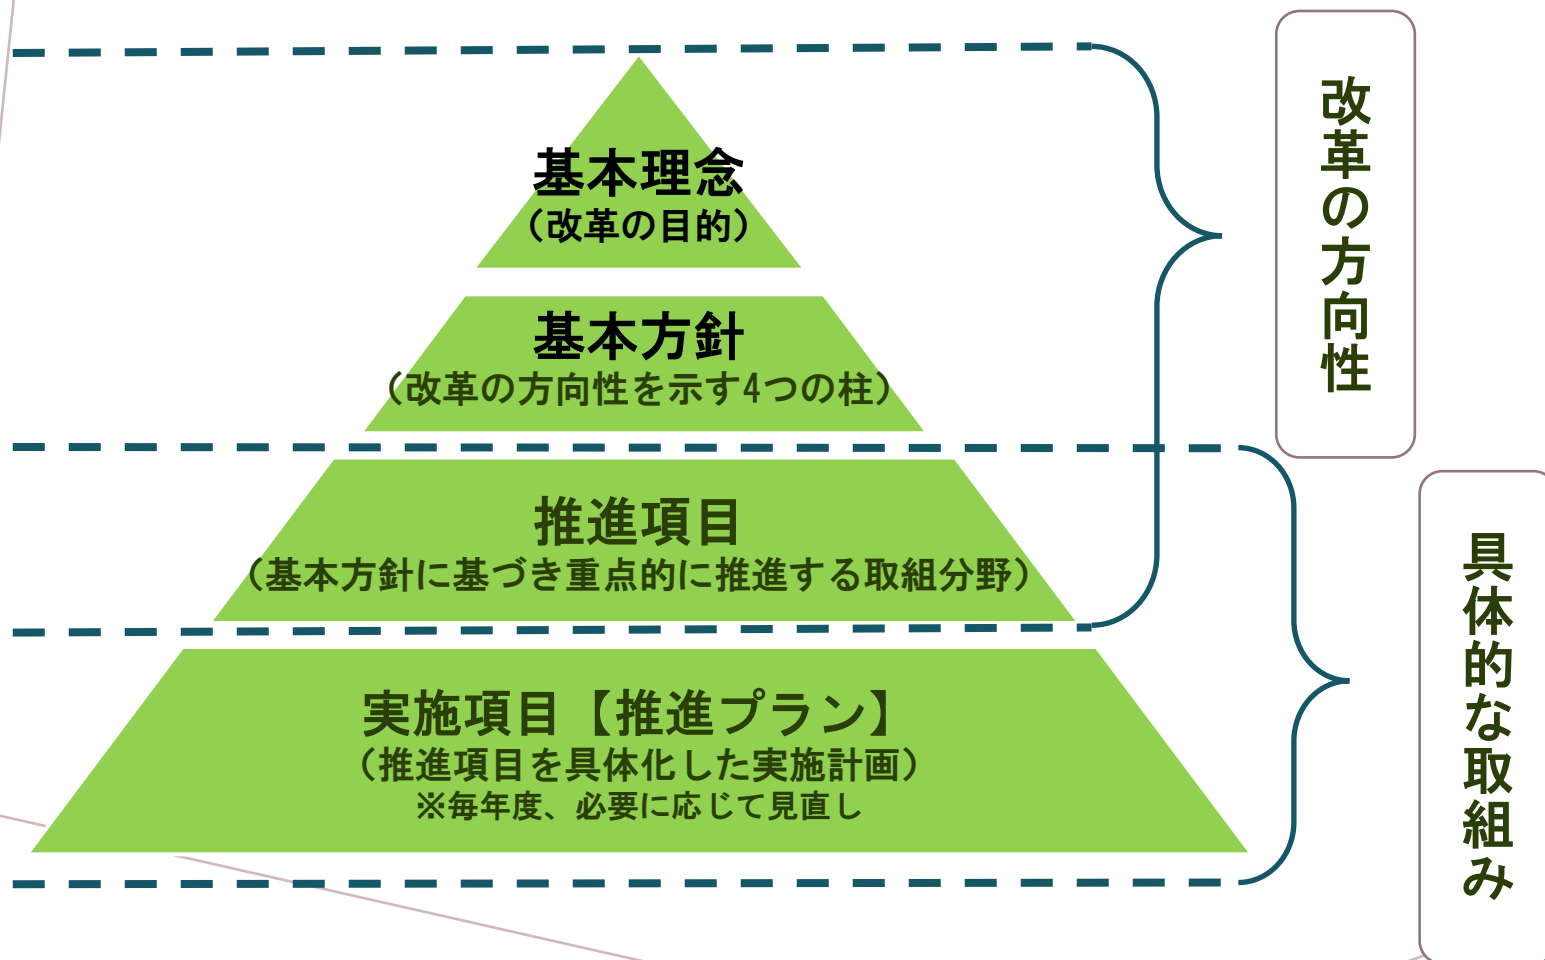 基本理念
（改革の目的）
基本方針
（改革の方向性を示す4つの柱）
推進項目
（基本方針に基づき重点的に推進する取組分野）
実施項目【推進プラン】
（推進項目を具体化した実施計画）
※毎年度、必要に応じて見直し
改革の方向性
具体的な取組み